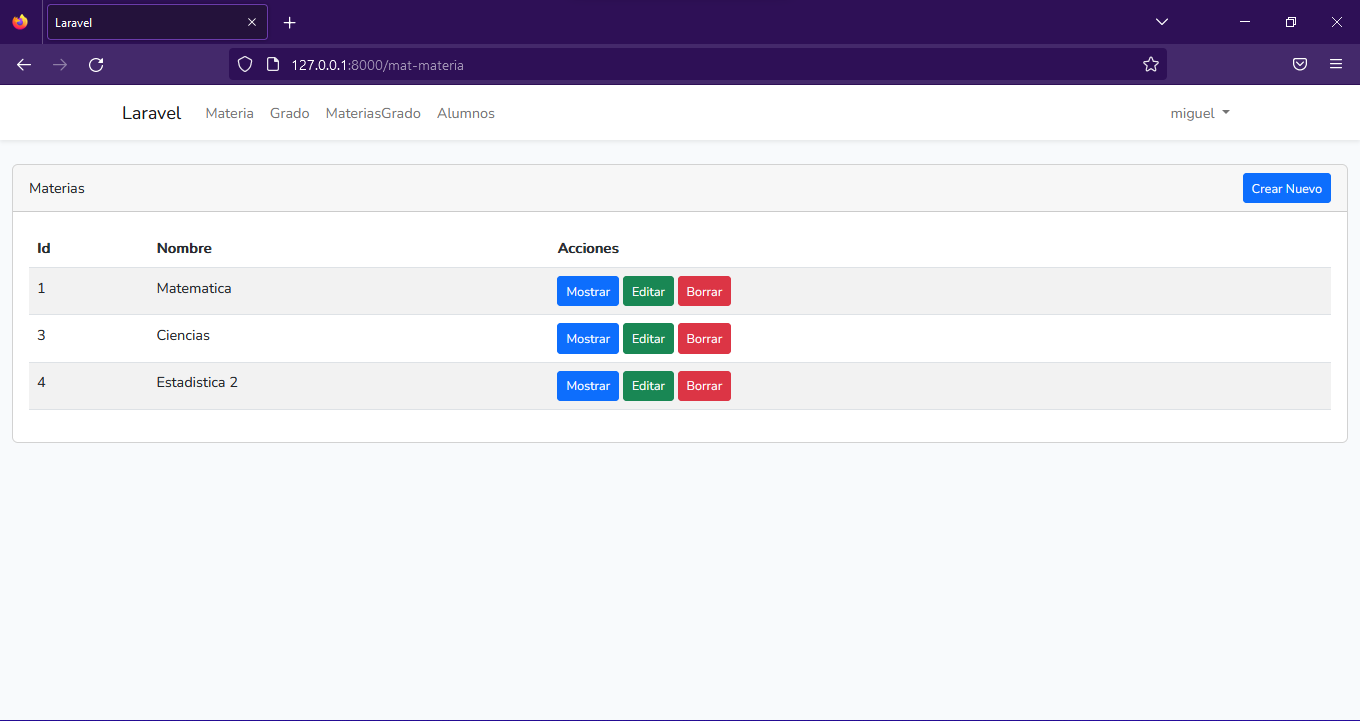 Laravel
127.0.0.1:8000/mat-materia
Laravel Materia Grado MateriasGrado Alumnos miguel
Materias Crear Nuevo
Id Nombre Acciones
1 Matematica Mostrar Editar Borrar
3 Ciencias Mostrar Editar Borrar
4 Estadistica 2 Mostrar Editar Borrar